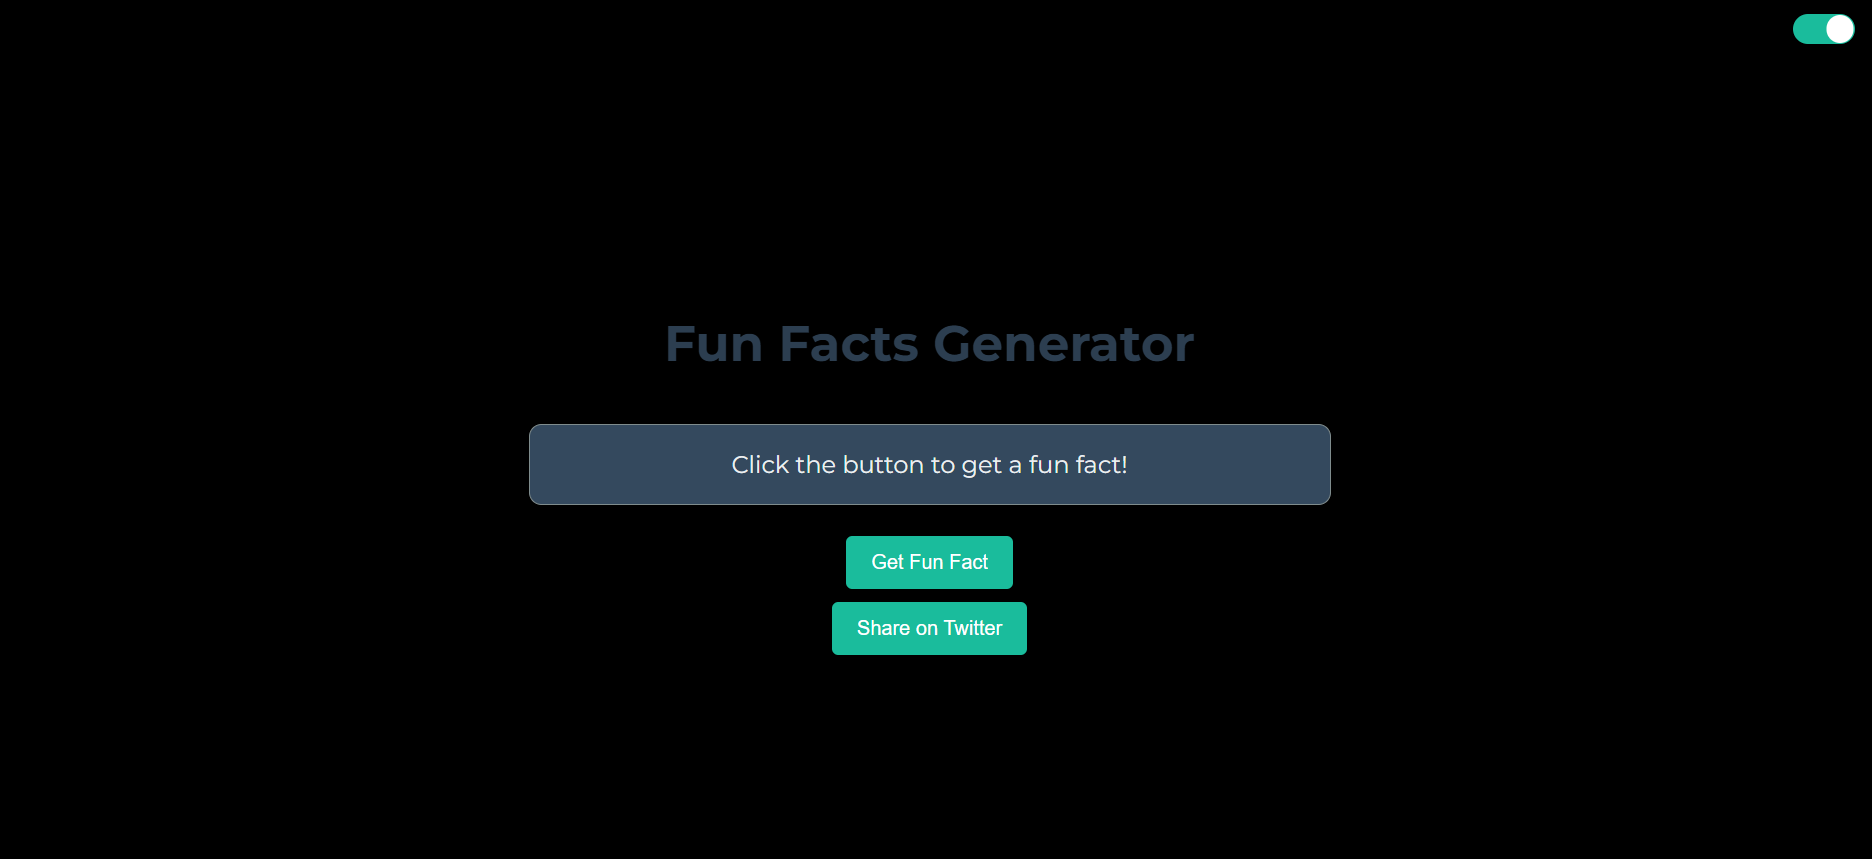 Fun Facts Generator
Click the button to get a fun fact!
Get Fun Fact
Share on Twitter